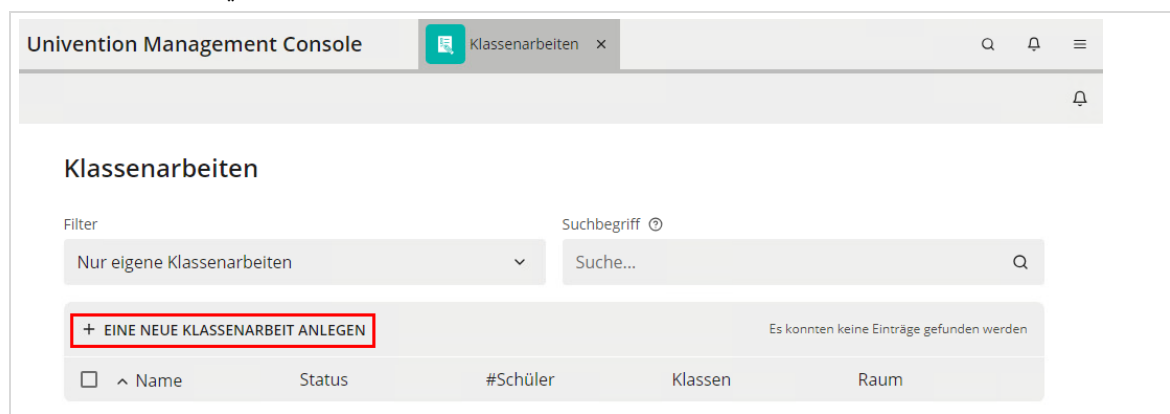 Univention Management Console
Klassenarbeiten ×
Klassenarbeiten
Filter
Suchbegriff
Nur eigene Klassenarbeiten
Suche...
+ EINE NEUE KLASSENARBEIT ANLEGEN
Es konnten keine Einträge gefunden werden
Name Status #Schüler Klassen Raum